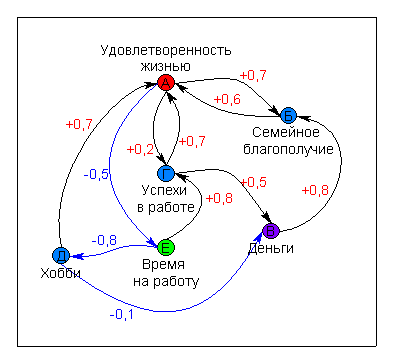 Удовлетворенность
жизнью
А
+0,7
+0,6
Б
Семейное
благополучие
+0,7
+0,2
+0,7
-0,5
Г
Успехи
в работе
+0,5
+0,8
+0,8
В
Деньги
-0,8
Е
Время
на работу
Д
Хобби
-0,1